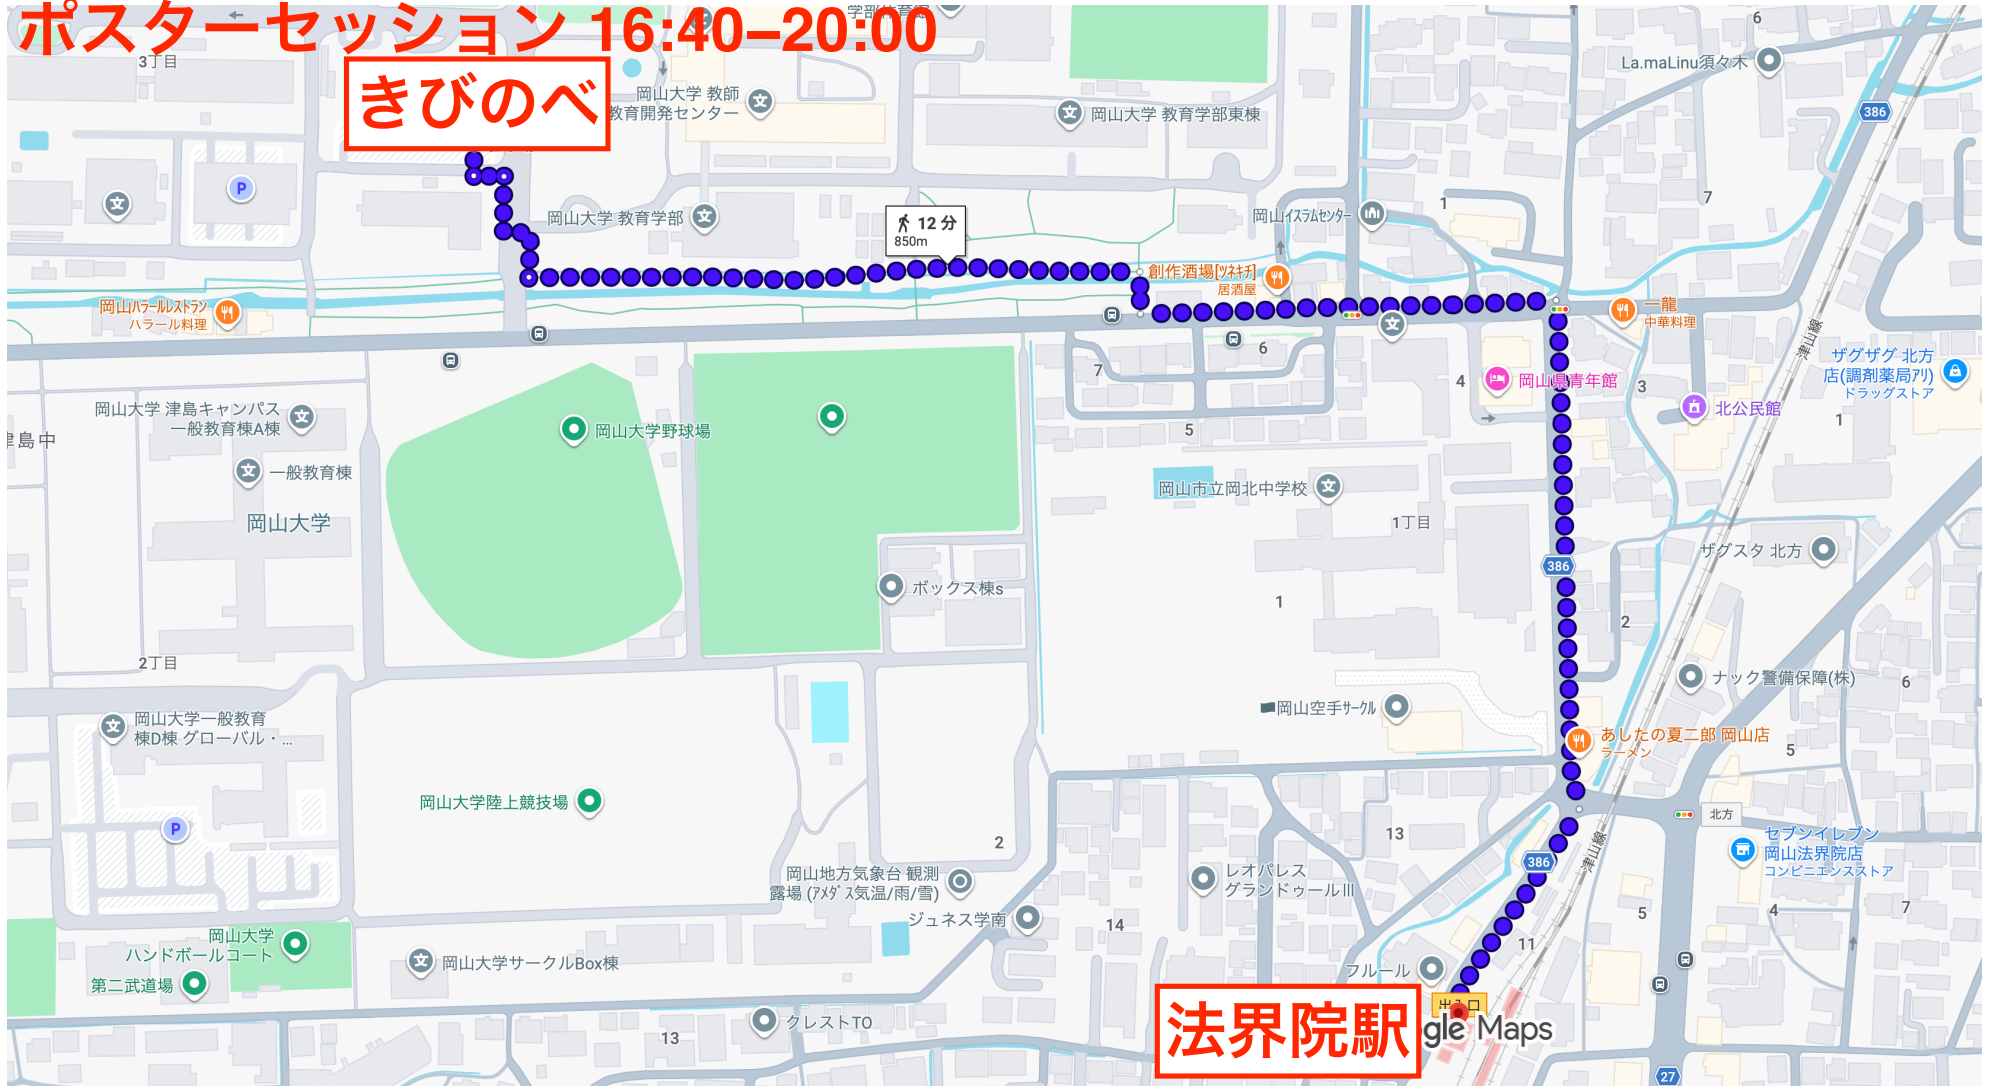 ポスターセッション 16:40–20:00
きびのべ
3丁目
岡山大学 教師
教育開発センター
岡山大学 教育学部東棟
La.maLinu須々木
6
386
7
P
岡山大学 教育学部
12 分
850m
岡山イスラムセンター
1
創作酒場[ツネキチ]
居酒屋
岡山ハラールレストラン
ハラール料理
一龍
中華料理
津山線
ザグザグ 北方
店(調剤薬局アリ)
ドラッグストア
6
7
4
岡山県青年館
3
北公民館
1
5
岡山大学 津島キャンパス
一般教育棟A棟
津島中
岡山大学野球場
一般教育棟
岡山大学
岡山市立岡北中学校
1丁目
ザグスタ 北方
386
ボックス棟s
1
2
2丁目
ナック警備保障(株)
6
岡山空手サークル
岡山大学一般教育
棟D棟 グローバル・...
あしたの夏二郎 岡山店
ラーメン
5
岡山大学陸上競技場
P
北方
13
2
津山線
セブンイレブン
岡山法界院店
コンビニエンスストア
386
岡山地方気象台 観測
露場 (アメダス気温/雨/雪)
レオパレス
グランドゥールIII
ジュネス学南
14
5
4
7
11
岡山大学
ハンドボールコート
第二武道場
岡山大学サークルBox棟
フルール
出入口
法界院駅
gle Maps
クレストTO
13
27